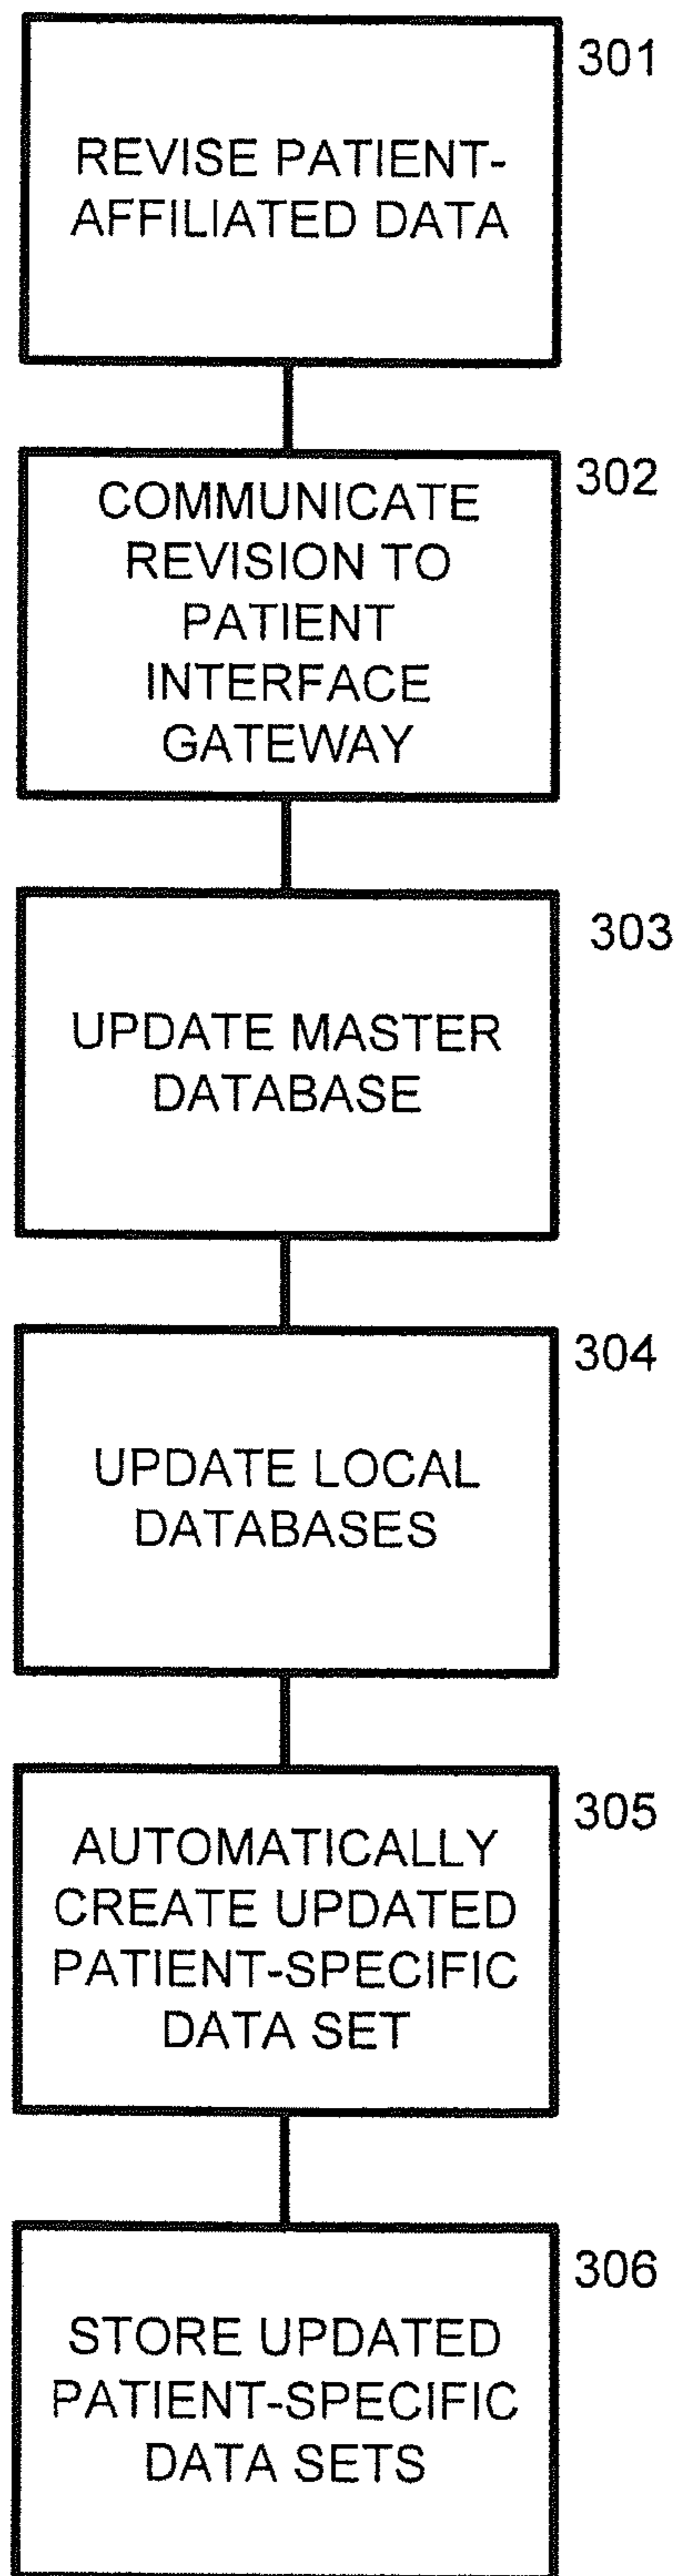 301
REVISE PATIENT-
AFFILIATED DATA
302
COMMUNICATE
REVISION TO
PATIENT
INTERFACE
GATEWAY
303
UPDATE MASTER
DATABASE
304
UPDATE LOCAL
DATABASES
305
AUTOMATICALLY
CREATE UPDATED
PATIENT-SPECIFIC
DATA SET
306
STORE UPDATED
PATIENT-SPECIFIC
DATA SETS